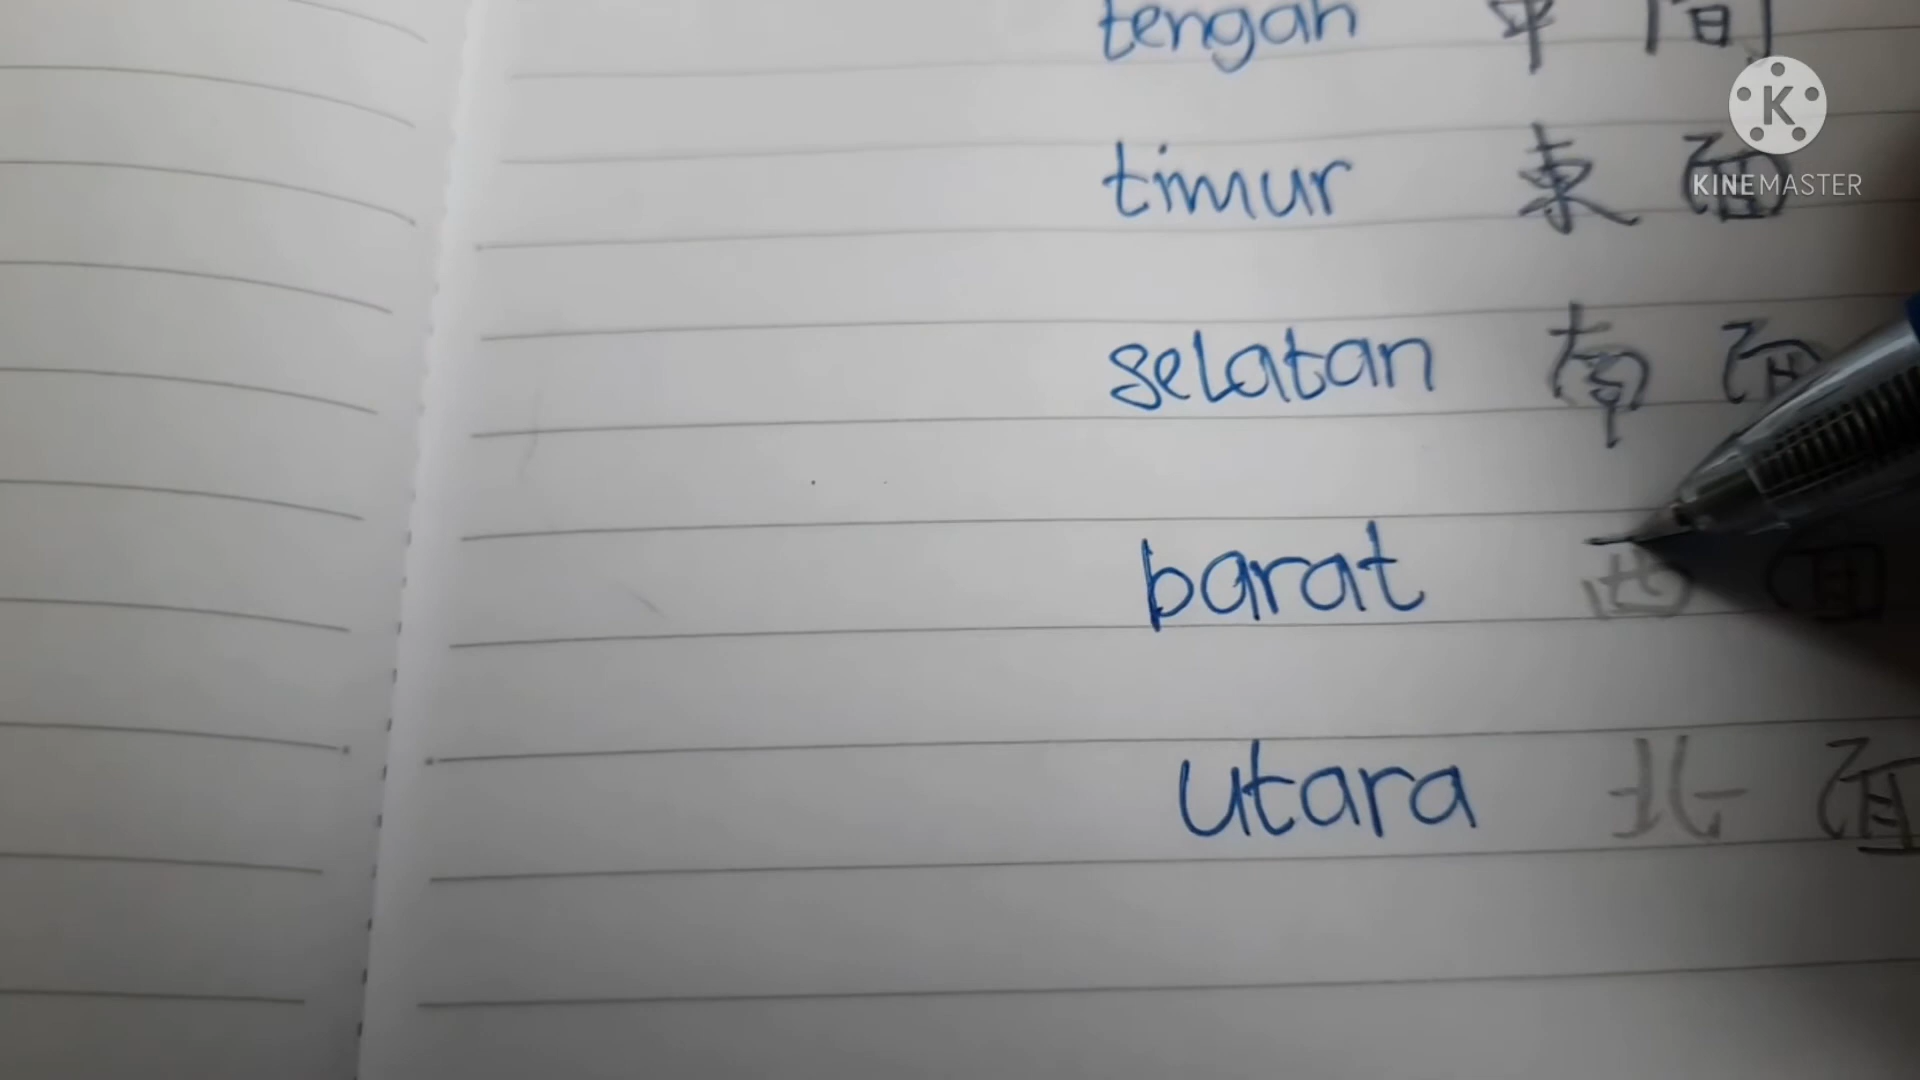 tengah 中間
KINEMASTER
timur 東面
selatan 南面
barat 西面
utara 北面